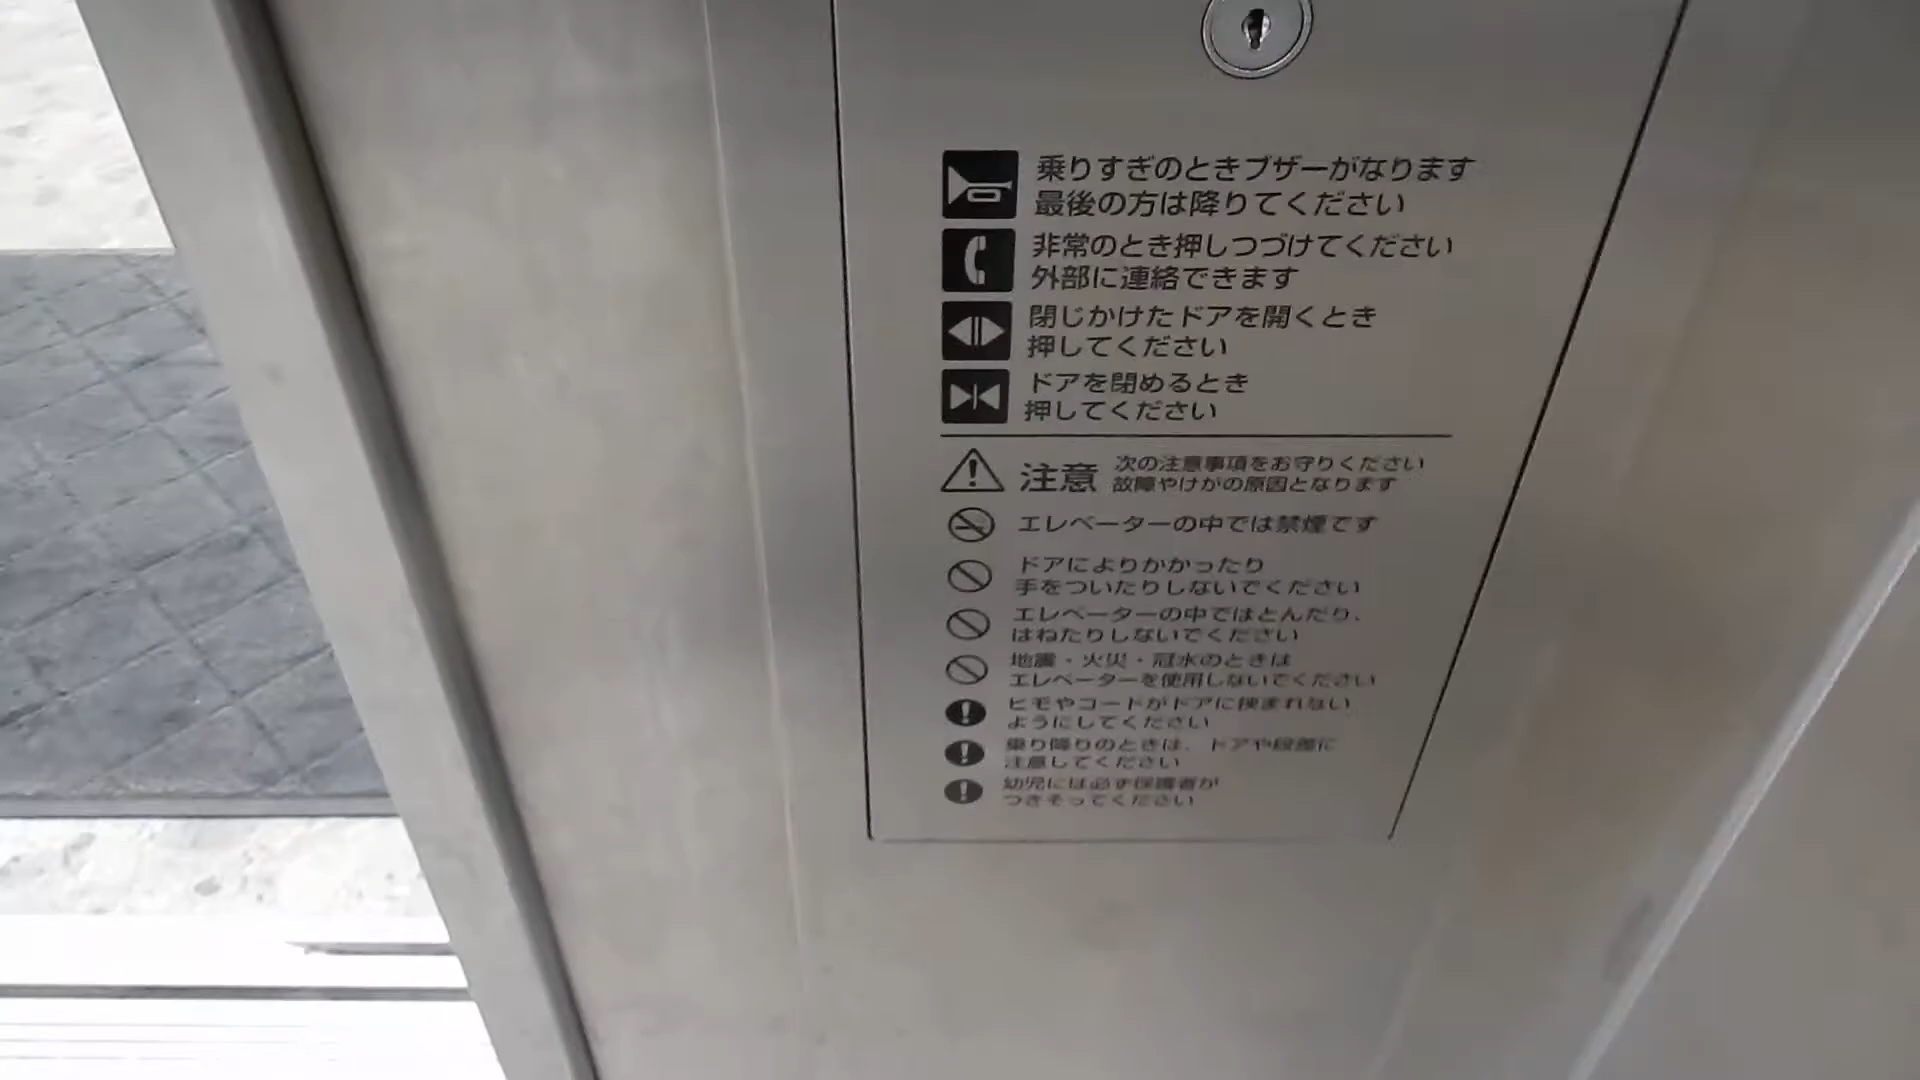 乗りすぎのときブザーがなります
最後の方は降りてください
非常のとき押しつづけてください
外部に連絡できます
閉じかけたドアを開くとき
押してください
ドアを閉めるとき
押してください
注意 次の注意事項をお守りください
故障やけがの原因となります
エレベーターの中では禁煙です
ドアによりかかったり
手をついたりしないでください
エレベーターの中ではとんだり、
はねたりしないでください
地震・火災・冠水のときは
エレベーターを使用しないでください
ヒモやコードがドアに挟まれない
ようにしてください
乗り降りのときは、ドアや段差に
注意してください
幼児には必ず保護者が
つきそってください